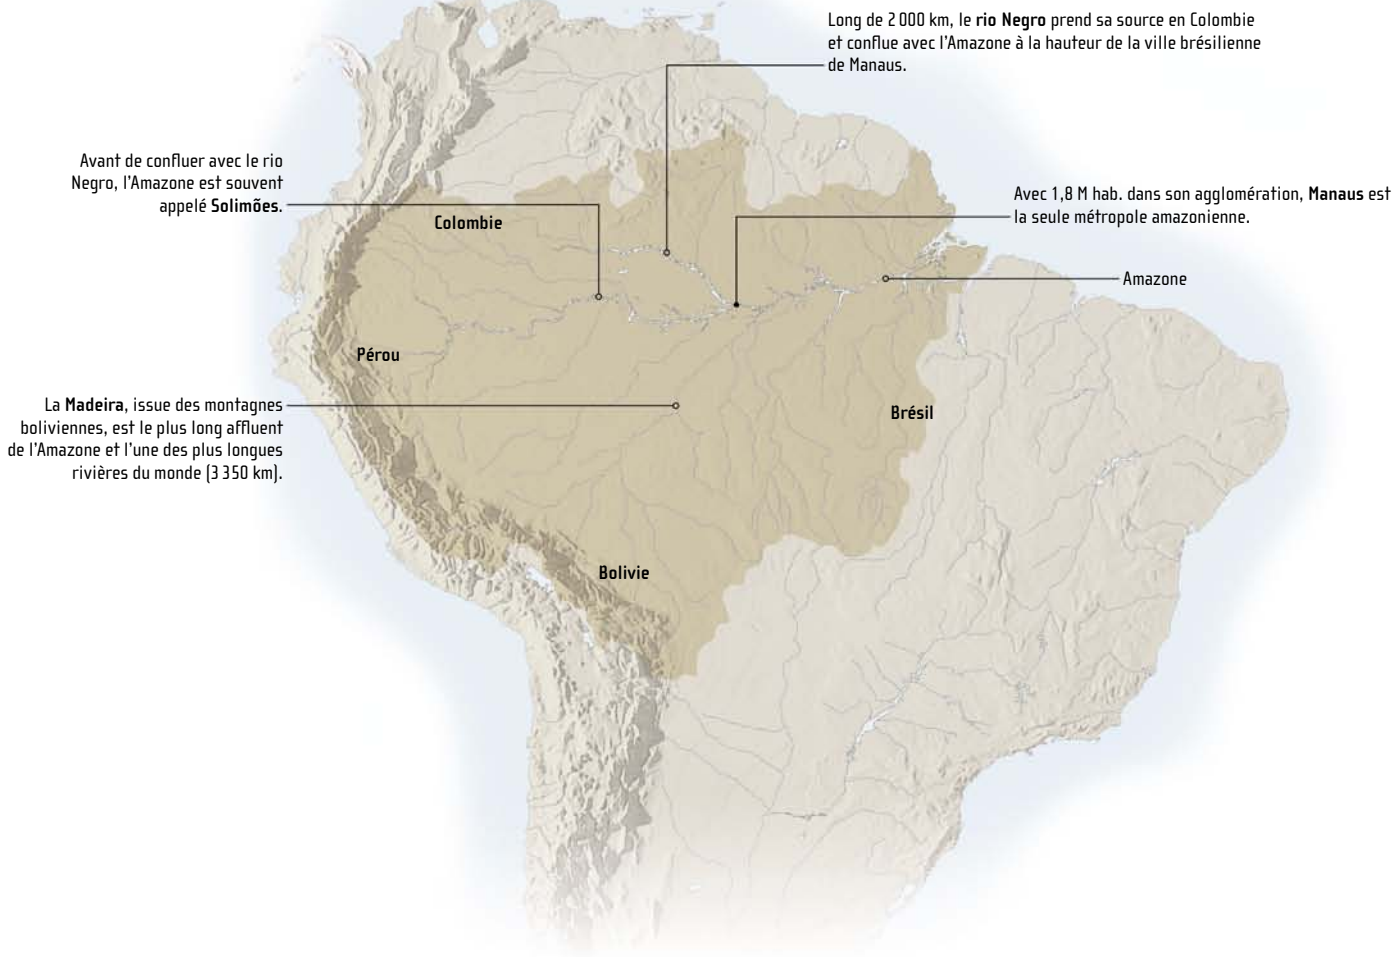 Long de 2 000 km, le rio Negro prend sa source en Colombie
et conflue avec l'Amazone à la hauteur de la ville brésilienne
de Manaus.
Avant de confluer avec le rio
Negro, l'Amazone est souvent
appelé Solimões.
Avec 1,8 M hab. dans son agglomération, Manaus est
la seule métropole amazonienne.
Colombie
Amazone
Pérou
La Madeira, issue des montagnes
boliviennes, est le plus long affluent
de l'Amazone et l'une des plus longues
rivières du monde (3 350 km).
Brésil
Bolivie